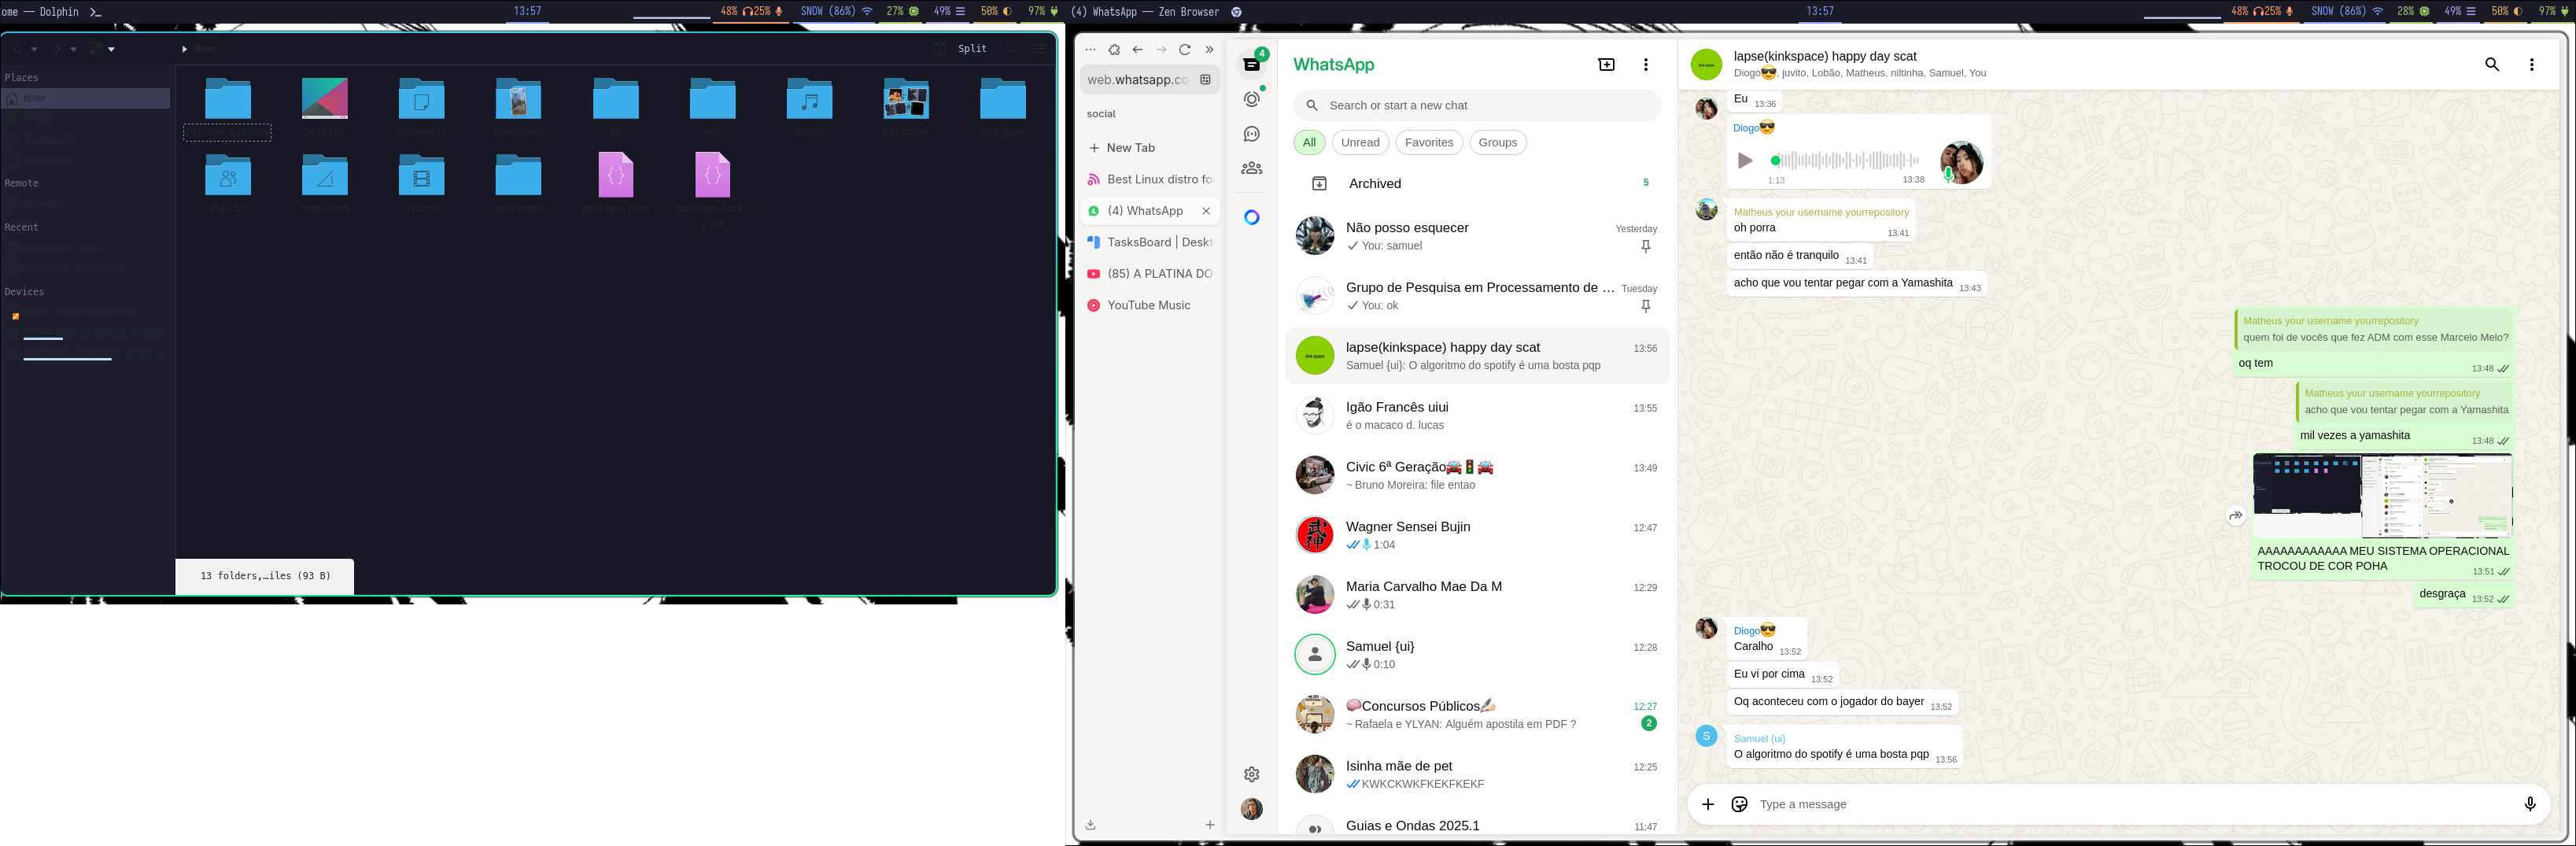 ome — Dolphin
13:57
48% 25%
SNOW (86%)
27%
49%
50%
97%
(4) WhatsApp — Zen Browser
13:57
48% 25%
SNOW (86%)
28%
49%
50%
97%
Home
Split
Places
Home
Remote
Recent
Devices
Calibre Library
Desktop
Documents
Downloads
go
mnt
Music
Pictures
ps2_game
Public
Templates
Videos
workspace
package.json
package-lock.
json
13 folders,…iles (93 B)
web.whatsapp.co
social
New Tab
Best Linux distro for
(4) WhatsApp
TasksBoard | Deskt
(85) A PLATINA DO
YouTube Music
4
WhatsApp
Search or start a new chat
All
Unread
Favorites
Groups
Archived
5
Não posso esquecer
Yesterday
You: samuel
Grupo de Pesquisa em Processamento de …
Tuesday
You: ok
lapse(kinkspace) happy day scat
13:56
Samuel {ui}: O algoritmo do spotify é uma bosta pqp
Igão Francês uiui
13:55
é o macaco d. lucas
Civic 6ª Geração🚘🚦🚘
13:49
~ Bruno Moreira: file entao
武神
Wagner Sensei Bujin
12:47
1:04
Maria Carvalho Mae Da M
12:29
0:31
Samuel {ui}
12:28
0:10
🧠Concursos Públicos✍🏻
12:27
~ Rafaela e YLYAN: Alguém apostila em PDF ?
2
Isinha mãe de pet
12:25
KWKCKWKFKEKFKEKF
Guias e Ondas 2025.1
11:47
lapse(kinkspace) happy day scat
Diogo😎, juvito, Lobão, Matheus, niltinha, Samuel, You
Eu 13:36
Diogo😎
1:13
13:38
Matheus your username yourrepository
oh porra 13:41
então não é tranquilo 13:41
acho que vou tentar pegar com a Yamashita 13:43
Matheus your username yourrepository
quem foi de vocês que fez ADM com esse Marcelo Melo?
oq tem 13:48
Matheus your username yourrepository
acho que vou tentar pegar com a Yamashita
mil vezes a yamashita 13:48
AAAAAAAAAAAA MEU SISTEMA OPERACIONAL
TROCOU DE COR POHA 13:51
desgraça 13:52
Diogo😎
Caralho 13:52
Eu vi por cima 13:52
Oq aconteceu com o jogador do bayer 13:52
S
Samuel {ui}
O algoritmo do spotify é uma bosta pqp 13:56
Type a message